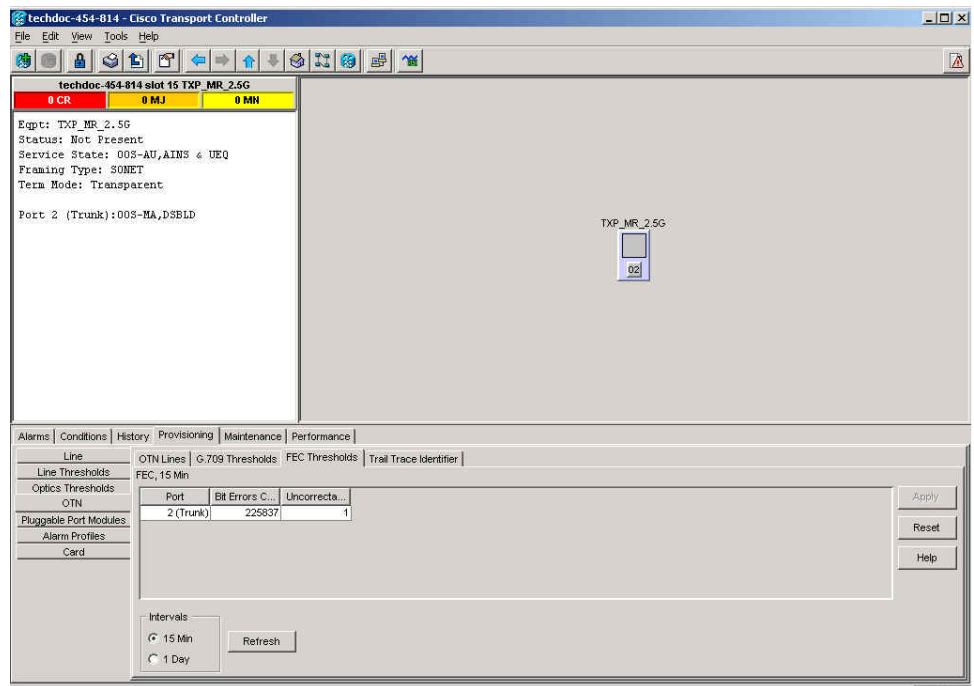 techdoc-454-814 - Cisco Transport Controller
File Edit View Tools Help
techdoc-454-814 slot 15 TXP_MR_2.5G
0 CR 0 MJ 0 MN
Eqpt: TXP_MR_2.5G
Status: Not Present
Service State: OOS-AU,AINS & UEQ
Framing Type: SONET
Term Mode: Transparent
Port 2 (Trunk):OOS-MA,DSBLD
TXP_MR_2.5G
02
Alarms Conditions History Provisioning Maintenance Performance
Line
Line Thresholds
Optics Thresholds
OTN
Pluggable Port Modules
Alarm Profiles
Card
OTN Lines G.709 Thresholds FEC Thresholds Trail Trace Identifier
FEC, 15 Min
Port Bit Errors C... Uncorrecta...
2 (Trunk) 225837 1
Apply
Reset
Help
Intervals
15 Min
1 Day
Refresh